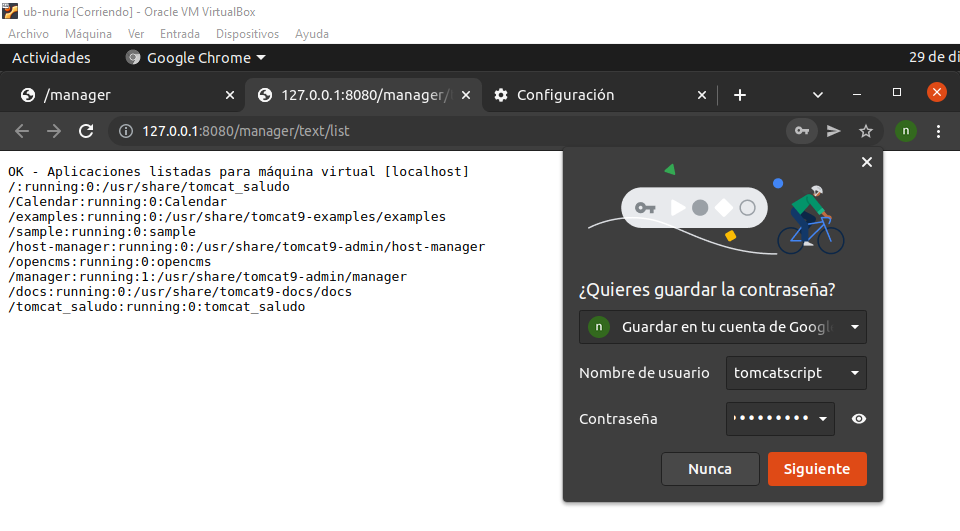 ub-nuria [Corriendo] - Oracle VM VirtualBox
Archivo Máquina Ver Entrada Dispositivos Ayuda
Actividades Google Chrome 29 de di
/manager 127.0.0.1:8080/manager/ Configuración
127.0.0.1:8080/manager/text/list n
OK - Aplicaciones listadas para máquina virtual [localhost]
/:running:0:/usr/share/tomcat_saludo
/Calendar:running:0:Calendar
/examples:running:0:/usr/share/tomcat9-examples/examples
/sample:running:0:sample
/host-manager:running:0:/usr/share/tomcat9-admin/host-manager
/opencms:running:0:opencms
/manager:running:1:/usr/share/tomcat9-admin/manager
/docs:running:0:/usr/share/tomcat9-docs/docs
/tomcat_saludo:running:0:tomcat_saludo
¿Quieres guardar la contraseña?
n Guardar en tu cuenta de Google
Nombre de usuario tomcatscript
Contraseña •••••••••
Nunca Siguiente